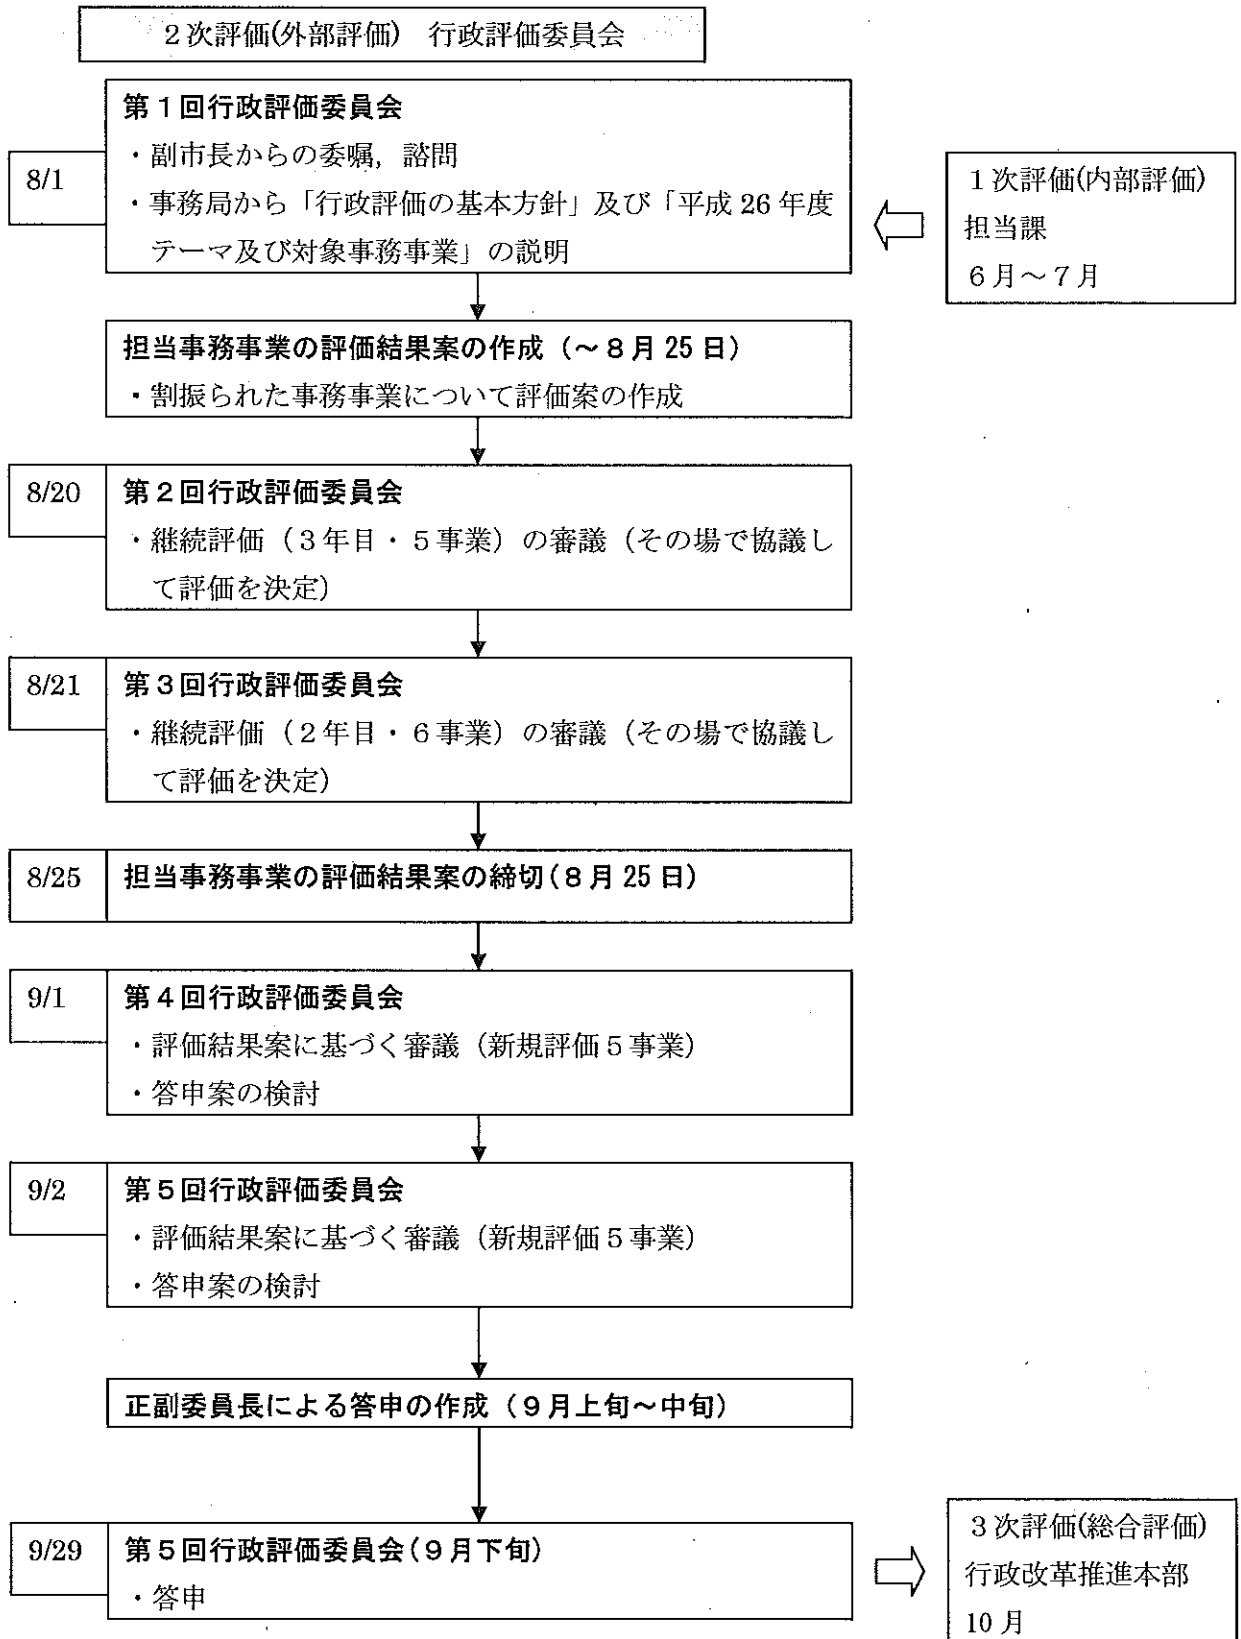 2次評価(外部評価) 行政評価委員会
8/1
第1回行政評価委員会
・副市長からの委嘱，諮問
・事務局から「行政評価の基本方針」及び「平成26年度
テーマ及び対象事務事業」の説明
1次評価(内部評価)
担当課
6月～7月
担当事務事業の評価結果案の作成（～8月25日）
・割振られた事務事業について評価案の作成
8/20
第2回行政評価委員会
・継続評価（3年目・5事業）の審議（その場で協議し
て評価を決定）
8/21
第3回行政評価委員会
・継続評価（2年目・6事業）の審議（その場で協議し
て評価を決定）
8/25
担当事務事業の評価結果案の締切(8月25日)
9/1
第4回行政評価委員会
・評価結果案に基づく審議（新規評価5事業）
・答申案の検討
9/2
第5回行政評価委員会
・評価結果案に基づく審議（新規評価5事業）
・答申案の検討
正副委員長による答申の作成（9月上旬～中旬）
9/29
第5回行政評価委員会(9月下旬)
・答申
3次評価(総合評価)
行政改革推進本部
10月